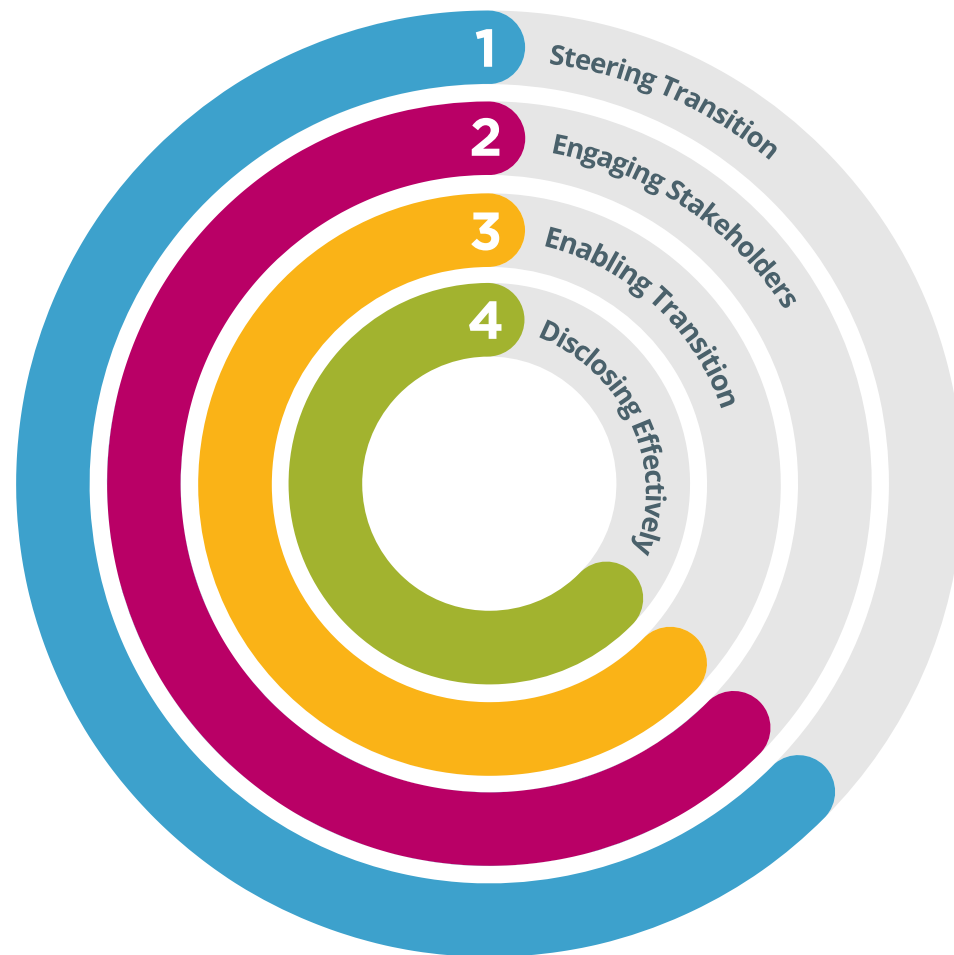 1 Steering Transition
2 Engaging Stakeholders
3 Enabling Transition
4 Disclosing Effectively